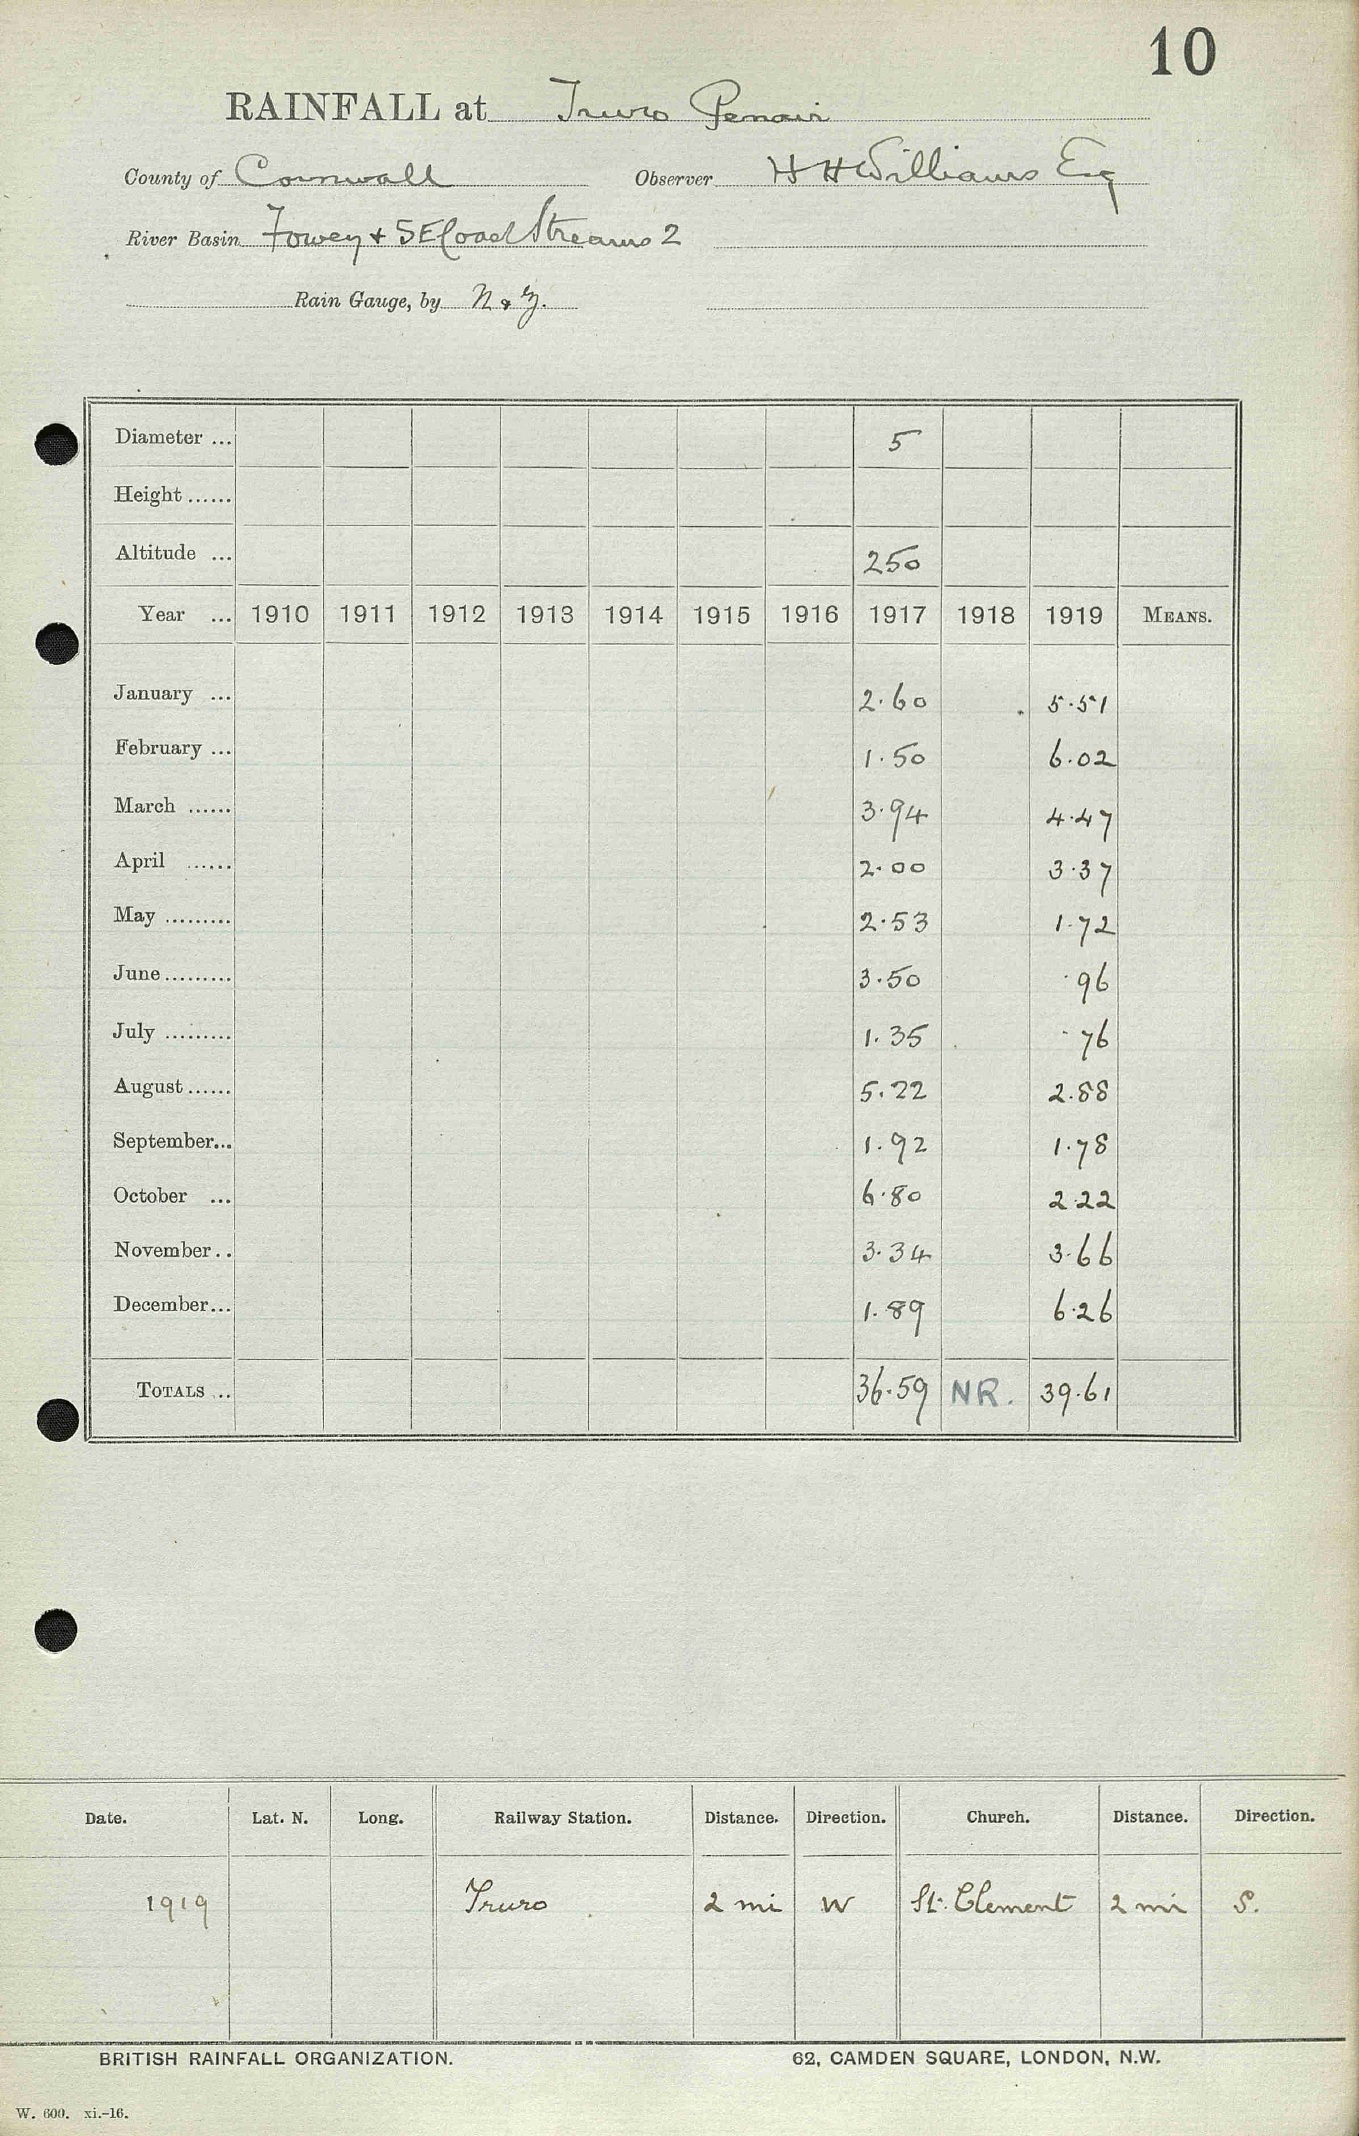 10
RAINFALL at Truro Penair
County of Cornwall Observer H H Williams Esq
River Basin Fowey + SE Coast Streams 2
Rain Gauge, by N & Z.
Diameter ... 5
Height ......
Altitude ... 250
Year ... 1910 1911 1912 1913 1914 1915 1916 1917 1918 1919 MEANS.
January ... 2.60 5.51
February ... 1.50 6.02
March ...... 3.94 4.47
April ...... 2.00 3.37
May ......... 2.53 1.72
June ......... 3.50 .96
July ......... 1.35 .76
August ...... 5.22 2.88
September... 1.92 1.78
October ... 6.80 2.22
November .. 3.34 3.66
December... 1.89 6.26
TOTALS ... 36.59 NR. 39.61
Date. Lat. N. Long. Railway Station. Distance. Direction. Church. Distance. Direction.
1919 Truro 2 mi W St. Clement 2 mi S.
BRITISH RAINFALL ORGANIZATION. 62, CAMDEN SQUARE, LONDON, N.W.
W. 600. xi.-16.